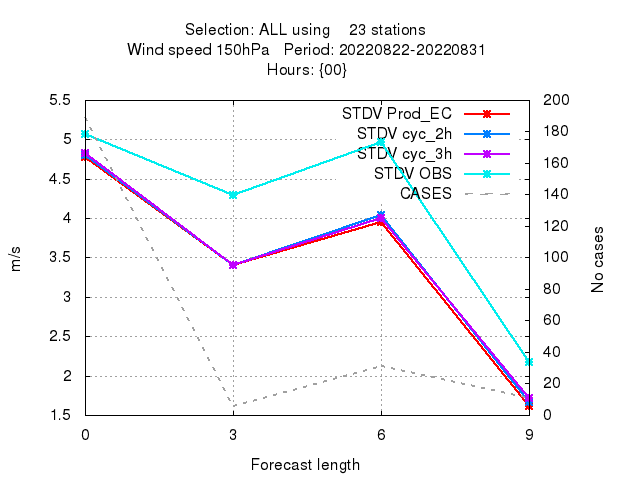 Selection: ALL using    23 stations
Wind speed 150hPa   Period: 20220822-20220831
Hours: {00}
5.5
5
4.5
4
3.5
3
2.5
2
1.5
m/s
STDV Prod_EC
STDV cyc_2h
STDV cyc_3h
STDV OBS
CASES
200
180
160
140
120
100
80
60
40
20
0
No cases
0 3 6 9
Forecast length